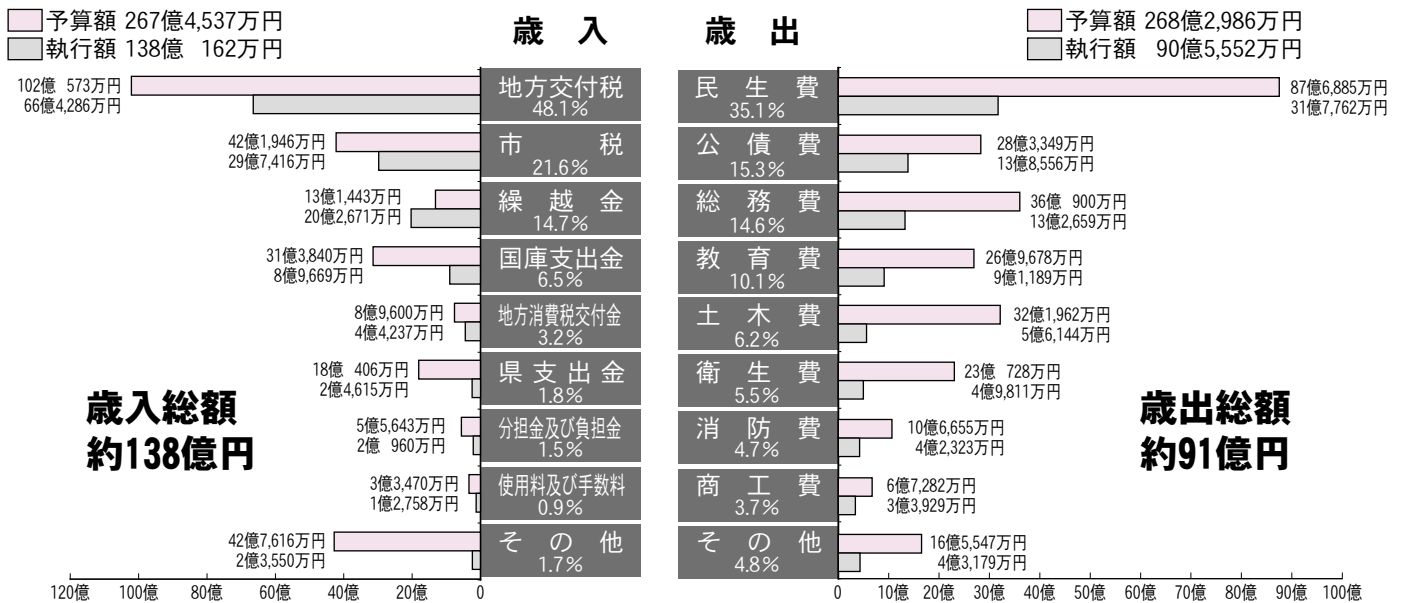 予算額 267億4,537万円
執行額 138億 162万円
歳入
地方交付税
48.1%
102億 573万円
66億4,286万円
市税
21.6%
42億1,946万円
29億7,416万円
繰越金
14.7%
13億1,443万円
20億2,671万円
国庫支出金
6.5%
31億3,840万円
8億9,669万円
地方消費税交付金
3.2%
8億9,600万円
4億4,237万円
県支出金
1.8%
18億 406万円
2億4,615万円
分担金及び負担金
1.5%
5億5,643万円
2億 960万円
使用料及び手数料
0.9%
3億3,470万円
1億2,758万円
その他
1.7%
42億7,616万円
2億3,550万円
歳入総額
約138億円
120億 100億 80億 60億 40億 20億 0
歳出
予算額 268億2,986万円
執行額 90億5,552万円
民生費
35.1%
87億6,885万円
31億7,762万円
公債費
15.3%
28億3,349万円
13億8,556万円
総務費
14.6%
36億 900万円
13億2,659万円
教育費
10.1%
26億9,678万円
9億1,189万円
土木費
6.2%
32億1,962万円
5億6,144万円
衛生費
5.5%
23億 728万円
4億9,811万円
消防費
4.7%
10億6,655万円
4億2,323万円
商工費
3.7%
6億7,282万円
3億3,929万円
その他
4.8%
16億5,547万円
4億3,179万円
歳出総額
約91億円
0 10億 20億 30億 40億 50億 60億 70億 80億 90億 100億